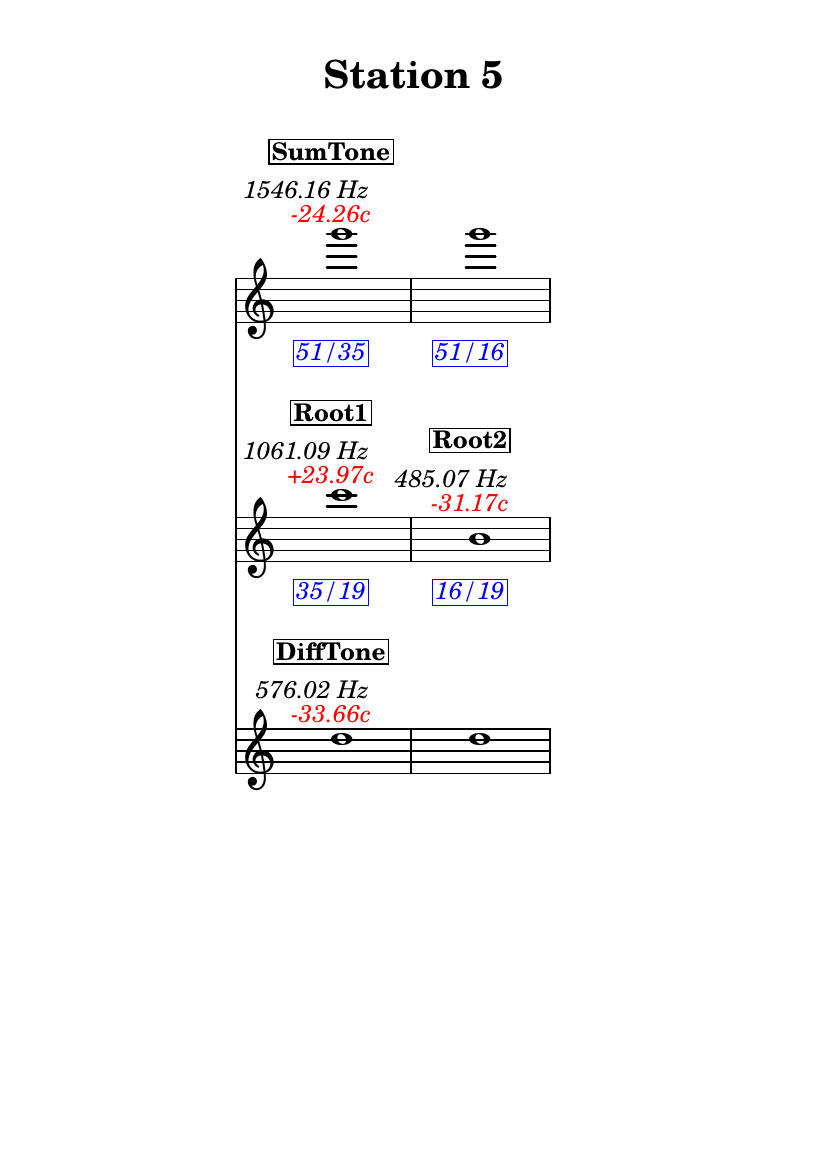 Station 5
SumTone
1546.16 Hz
-24.26c
51/35
51/16
Root1
1061.09 Hz
+23.97c
Root2
485.07 Hz
-31.17c
35/19
16/19
DiffTone
576.02 Hz
-33.66c